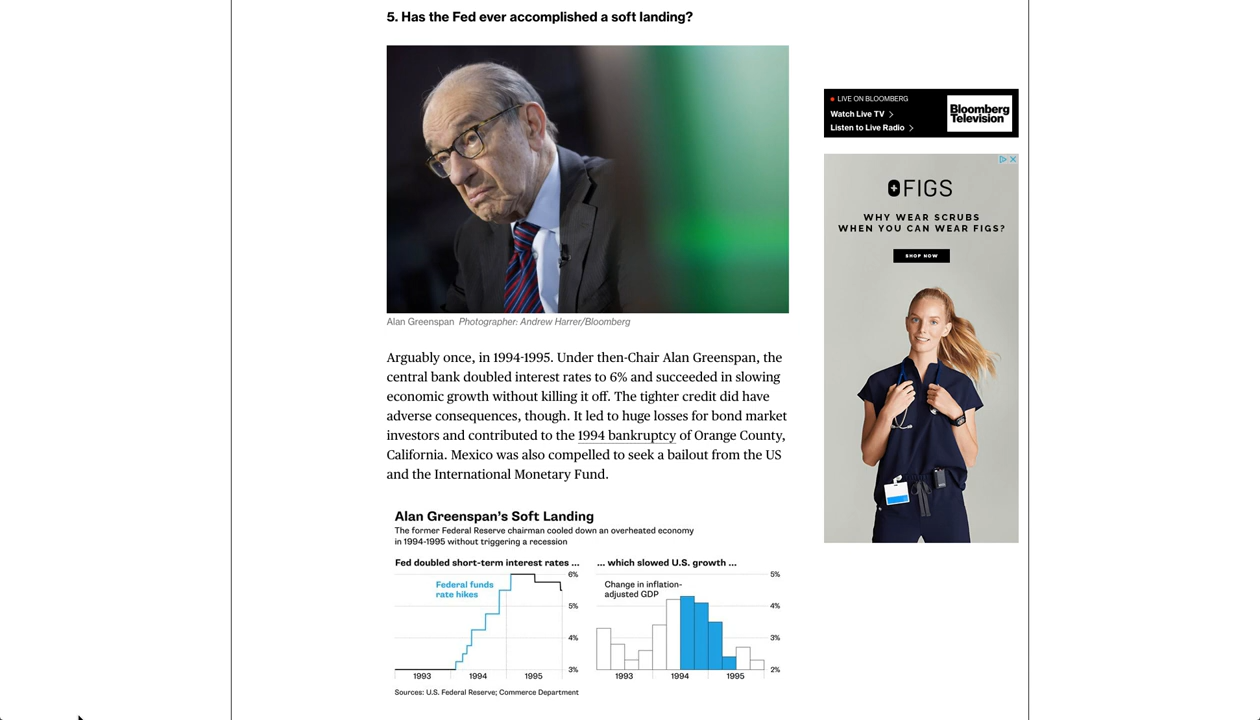 5. Has the Fed ever accomplished a soft landing?
Alan Greenspan Photographer: Andrew Harrer/Bloomberg
Arguably once, in 1994-1995. Under then-Chair Alan Greenspan, the
central bank doubled interest rates to 6% and succeeded in slowing
economic growth without killing it off. The tighter credit did have
adverse consequences, though. It led to huge losses for bond market
investors and contributed to the 1994 bankruptcy of Orange County,
California. Mexico was also compelled to seek a bailout from the US
and the International Monetary Fund.
Alan Greenspan's Soft Landing
The former Federal Reserve chairman cooled down an overheated economy
in 1994-1995 without triggering a recession
Fed doubled short-term interest rates ...
Federal funds
rate hikes
6%
5%
4%
3%
1993 1994 1995
... which slowed U.S. growth ...
Change in inflation-
adjusted GDP
5%
4%
3%
2%
1993 1994 1995
Sources: U.S. Federal Reserve; Commerce Department
LIVE ON BLOOMBERG
Watch Live TV
Listen to Live Radio
Bloomberg
Television
FIGS
WHY WEAR SCRUBS
WHEN YOU CAN WEAR FIGS?
SHOP NOW